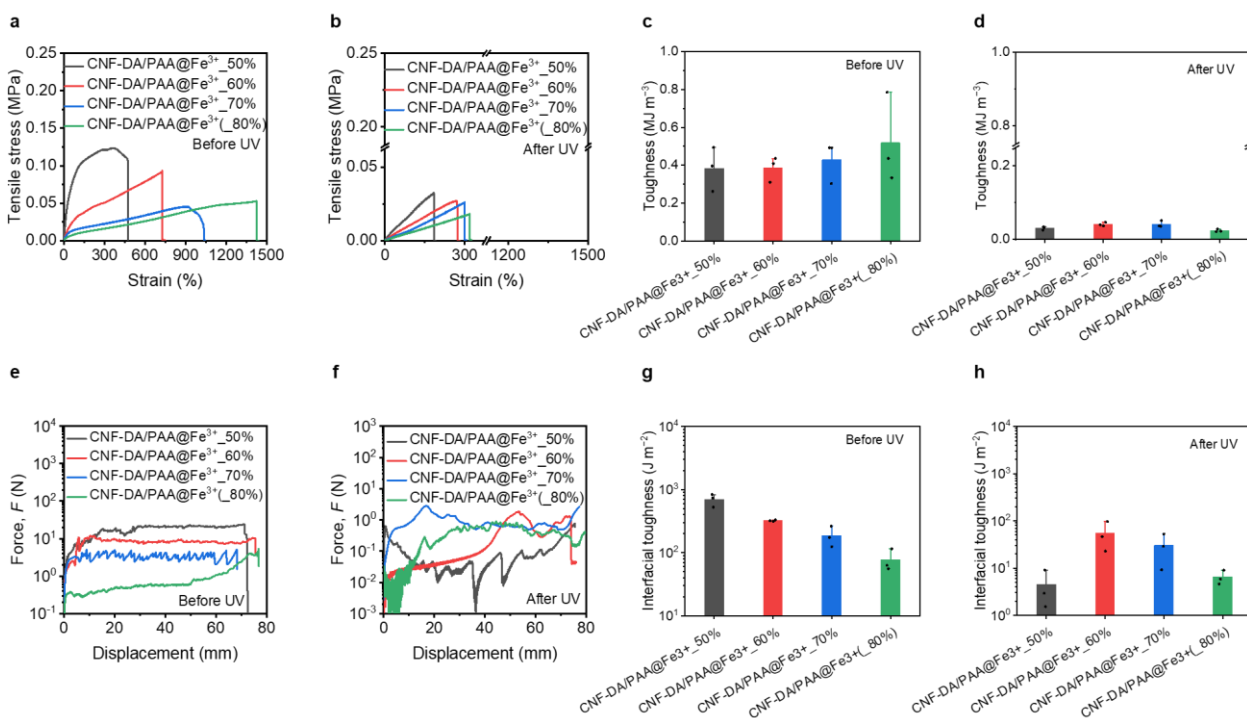 a
0.25
0.20
0.15
0.10
0.05
0.00
Tensile stress (MPa)
CNF-DA/PAA@Fe³⁺_50%
CNF-DA/PAA@Fe³⁺_60%
CNF-DA/PAA@Fe³⁺_70%
CNF-DA/PAA@Fe³⁺(_80%)
Before UV
0 300 600 900 1200 1500
Strain (%)
b
0.25
0.20
0.05
0.00
Tensile stress (MPa)
CNF-DA/PAA@Fe³⁺_50%
CNF-DA/PAA@Fe³⁺_60%
CNF-DA/PAA@Fe³⁺_70%
CNF-DA/PAA@Fe³⁺(_80%)
After UV
0 300 1500
Strain (%)
c
1.0
0.8
0.6
0.4
0.2
0.0
Toughness (MJ m⁻³)
Before UV
CNF-DA/PAA@Fe3+_50%
CNF-DA/PAA@Fe3+_60%
CNF-DA/PAA@Fe3+_70%
CNF-DA/PAA@Fe3+(_80%)
d
1.0
0.8
0.2
0.0
Toughness (MJ m⁻³)
After UV
CNF-DA/PAA@Fe3+_50%
CNF-DA/PAA@Fe3+_60%
CNF-DA/PAA@Fe3+_70%
CNF-DA/PAA@Fe3+(_80%)
e
10⁴
10³
10²
10¹
10⁰
10⁻¹
Force, F (N)
CNF-DA/PAA@Fe³⁺_50%
CNF-DA/PAA@Fe³⁺_60%
CNF-DA/PAA@Fe³⁺_70%
CNF-DA/PAA@Fe³⁺(_80%)
Before UV
0 20 40 60 80
Displacement (mm)
f
10³
10²
10¹
10⁰
10⁻¹
10⁻²
10⁻³
Force, F (N)
CNF-DA/PAA@Fe³⁺_50%
CNF-DA/PAA@Fe³⁺_60%
CNF-DA/PAA@Fe³⁺_70%
CNF-DA/PAA@Fe³⁺(_80%)
After UV
0 20 40 60 80
Displacement (mm)
g
10⁴
10³
10²
10¹
Interfacial toughness (J m⁻²)
Before UV
CNF-DA/PAA@Fe3+_50%
CNF-DA/PAA@Fe3+_60%
CNF-DA/PAA@Fe3+_70%
CNF-DA/PAA@Fe3+(_80%)
h
10⁴
10³
10²
10¹
10⁰
Interfacial toughness (J m⁻²)
After UV
CNF-DA/PAA@Fe3+_50%
CNF-DA/PAA@Fe3+_60%
CNF-DA/PAA@Fe3+_70%
CNF-DA/PAA@Fe3+(_80%)